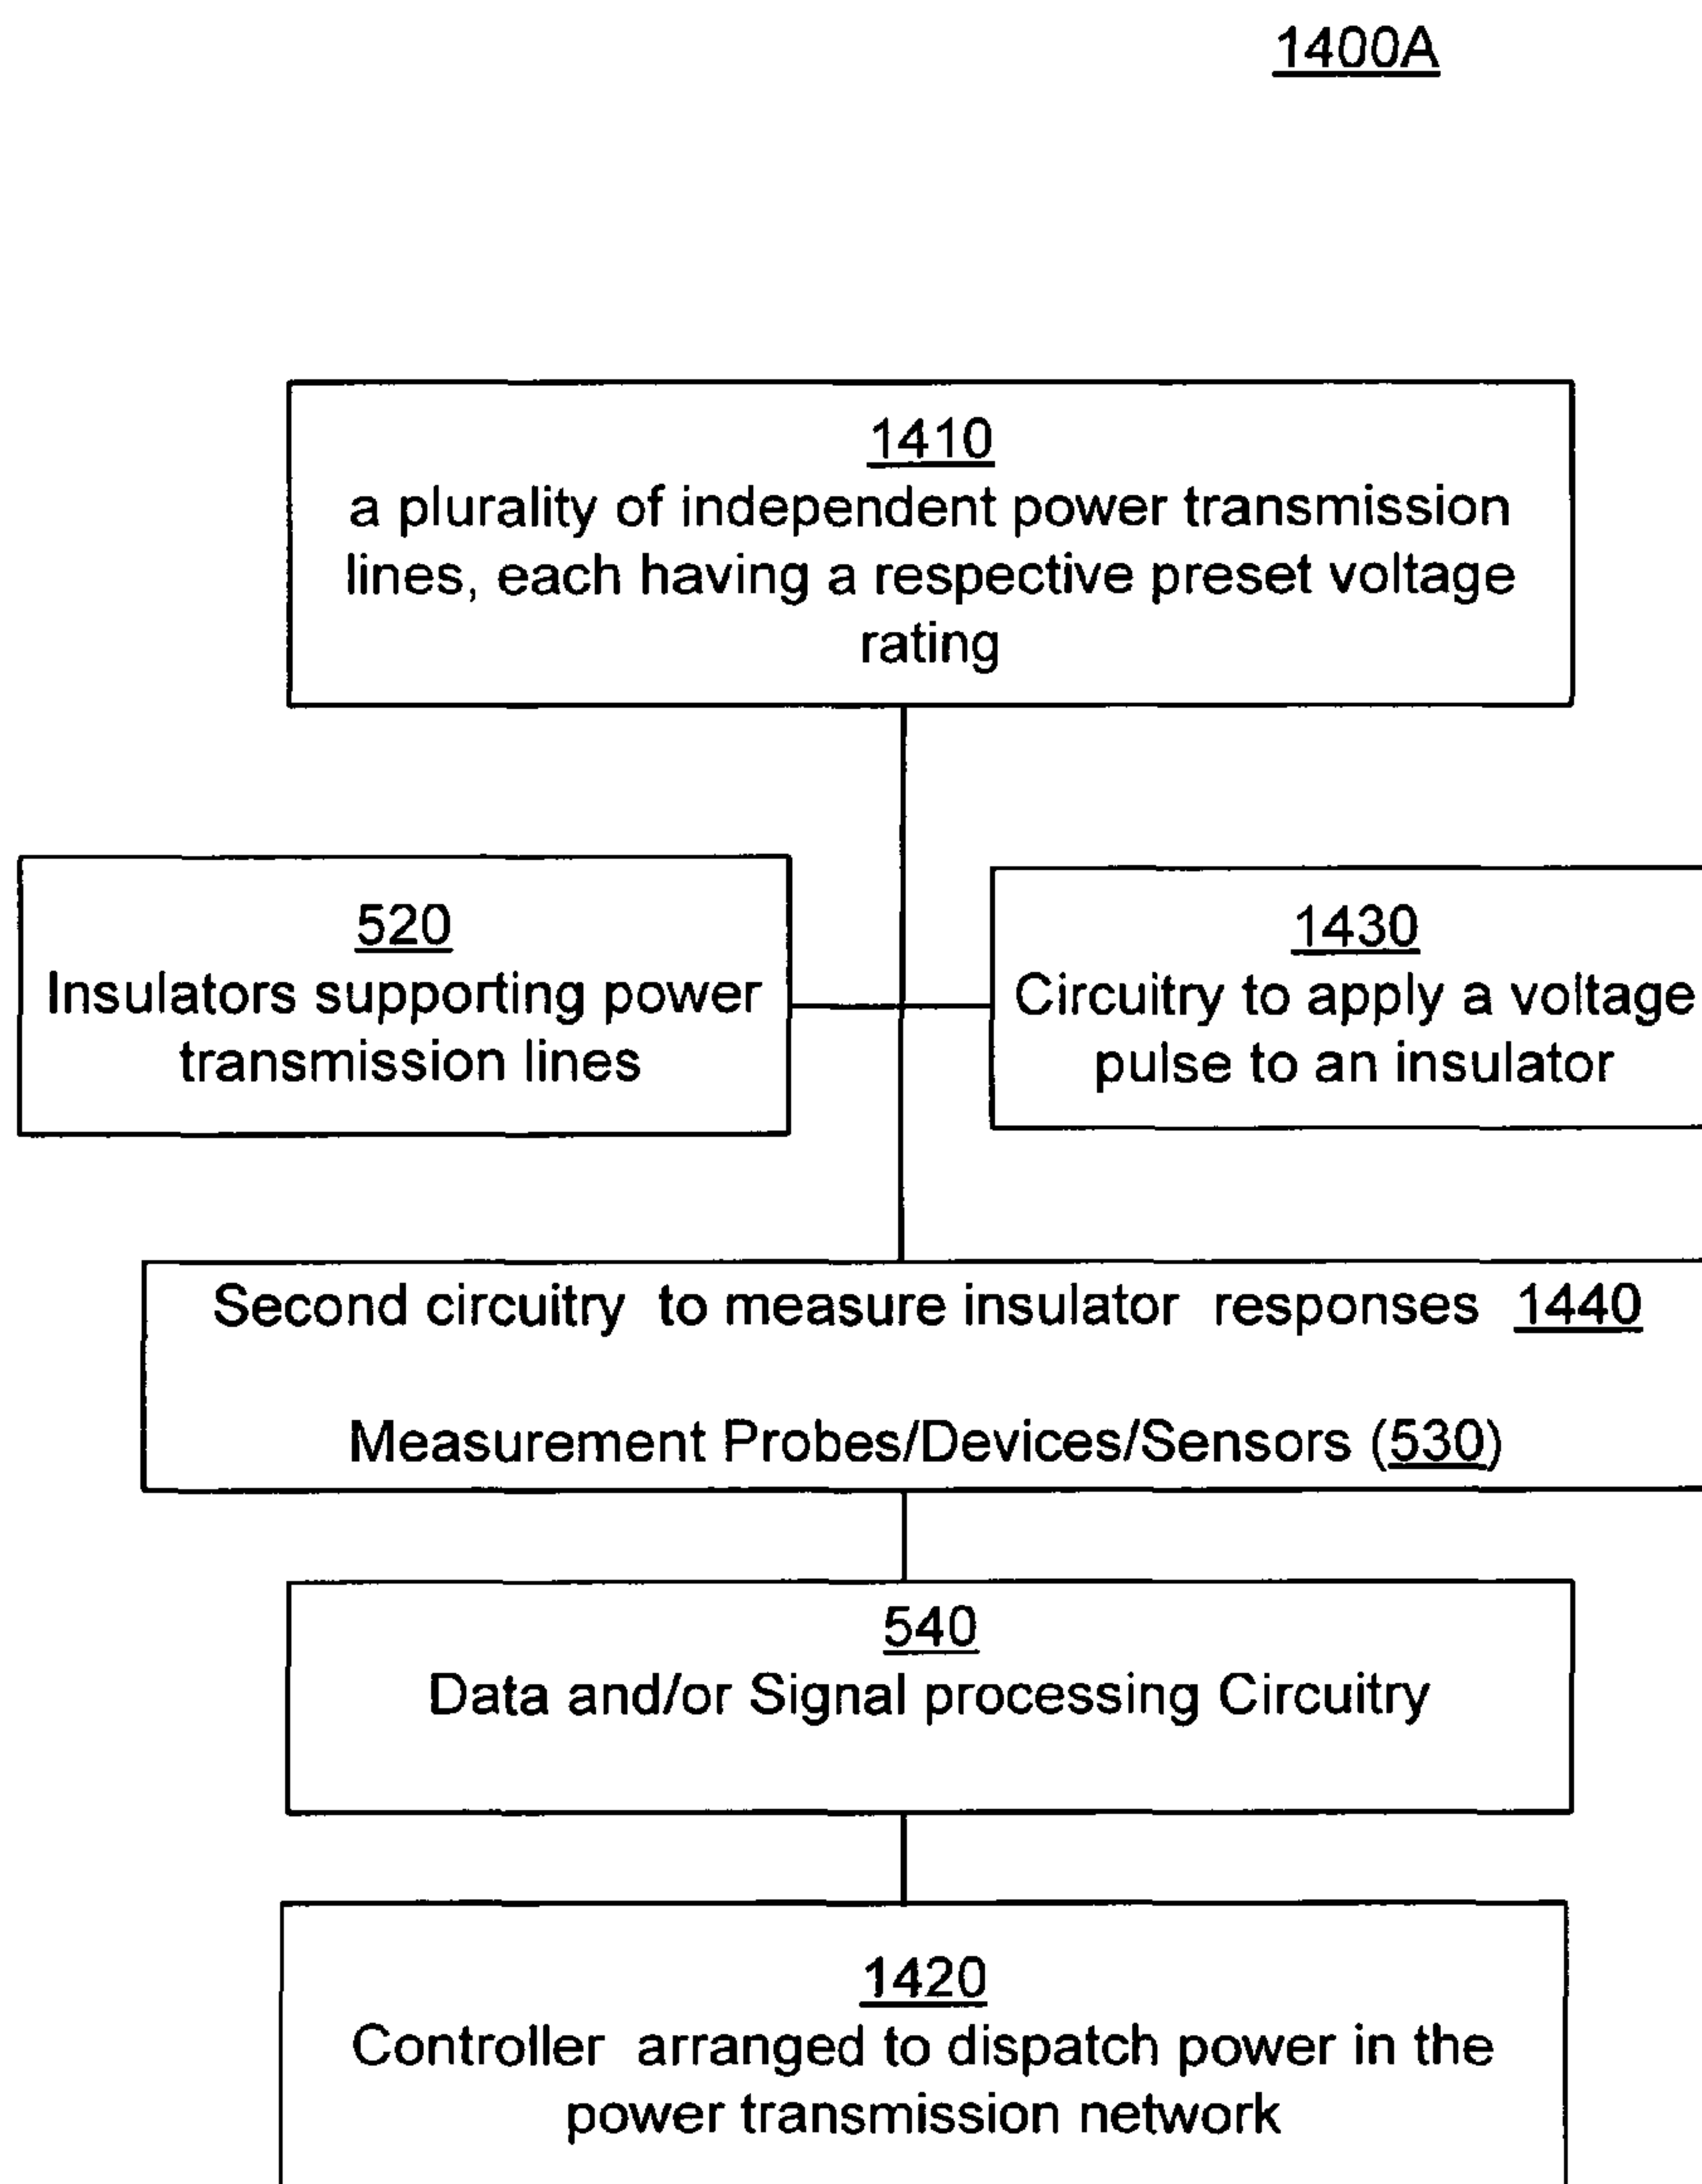 1400A
1410
a plurality of independent power transmission
lines, each having a respective preset voltage
rating
520
Insulators supporting power
transmission lines
1430
Circuitry to apply a voltage
pulse to an insulator
Second circuitry to measure insulator responses 1440
Measurement Probes/Devices/Sensors (530)
540
Data and/or Signal processing Circuitry
1420
Controller arranged to dispatch power in the
power transmission network